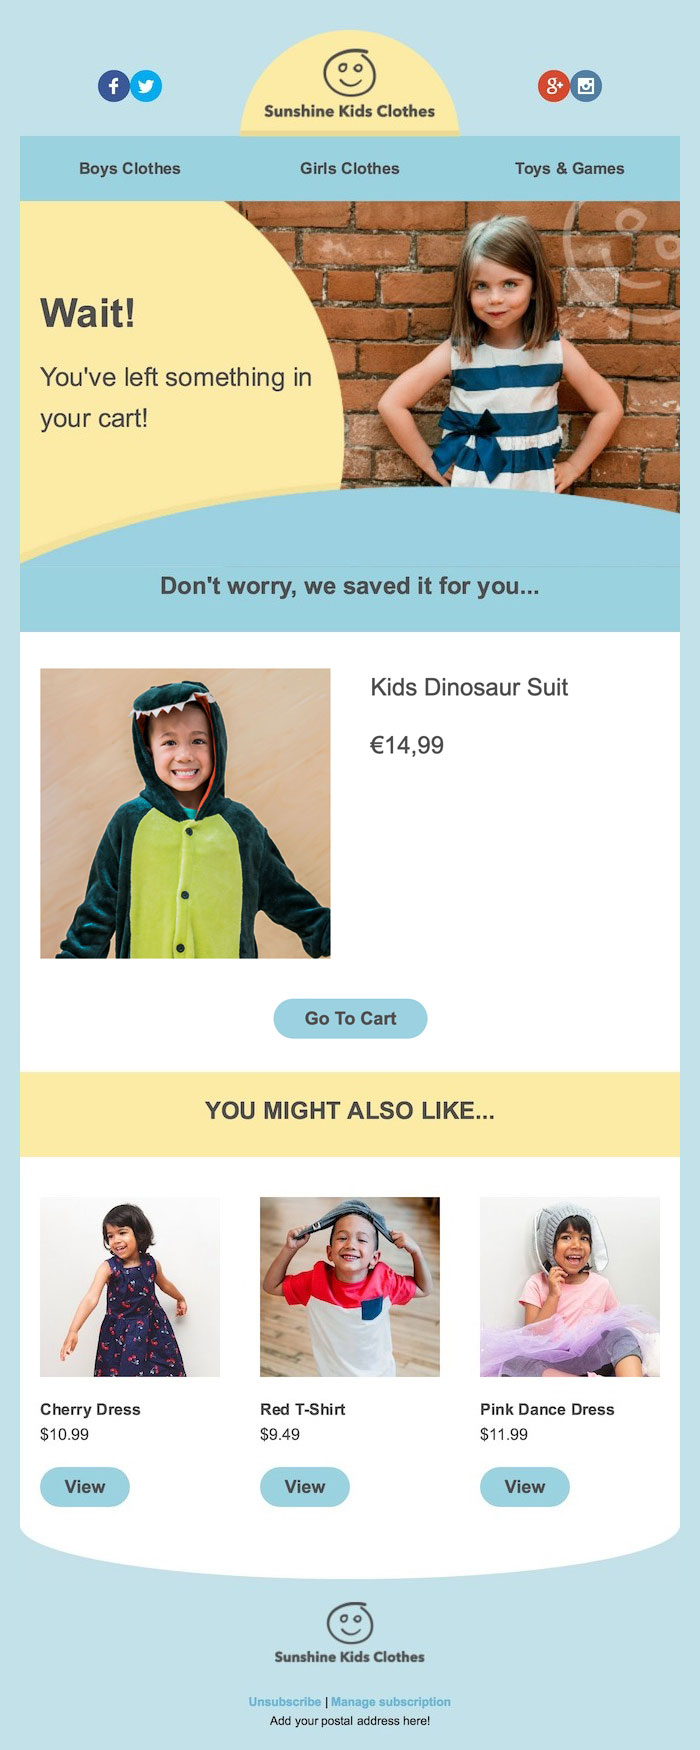 Sunshine Kids Clothes
Boys Clothes
Girls Clothes
Toys & Games
Wait!
You've left something in
your cart!
Don't worry, we saved it for you...
Kids Dinosaur Suit
€14,99
Go To Cart
YOU MIGHT ALSO LIKE...
Cherry Dress
$10.99
View
Red T-Shirt
$9.49
View
Pink Dance Dress
$11.99
View
Sunshine Kids Clothes
Unsubscribe | Manage subscription
Add your postal address here!